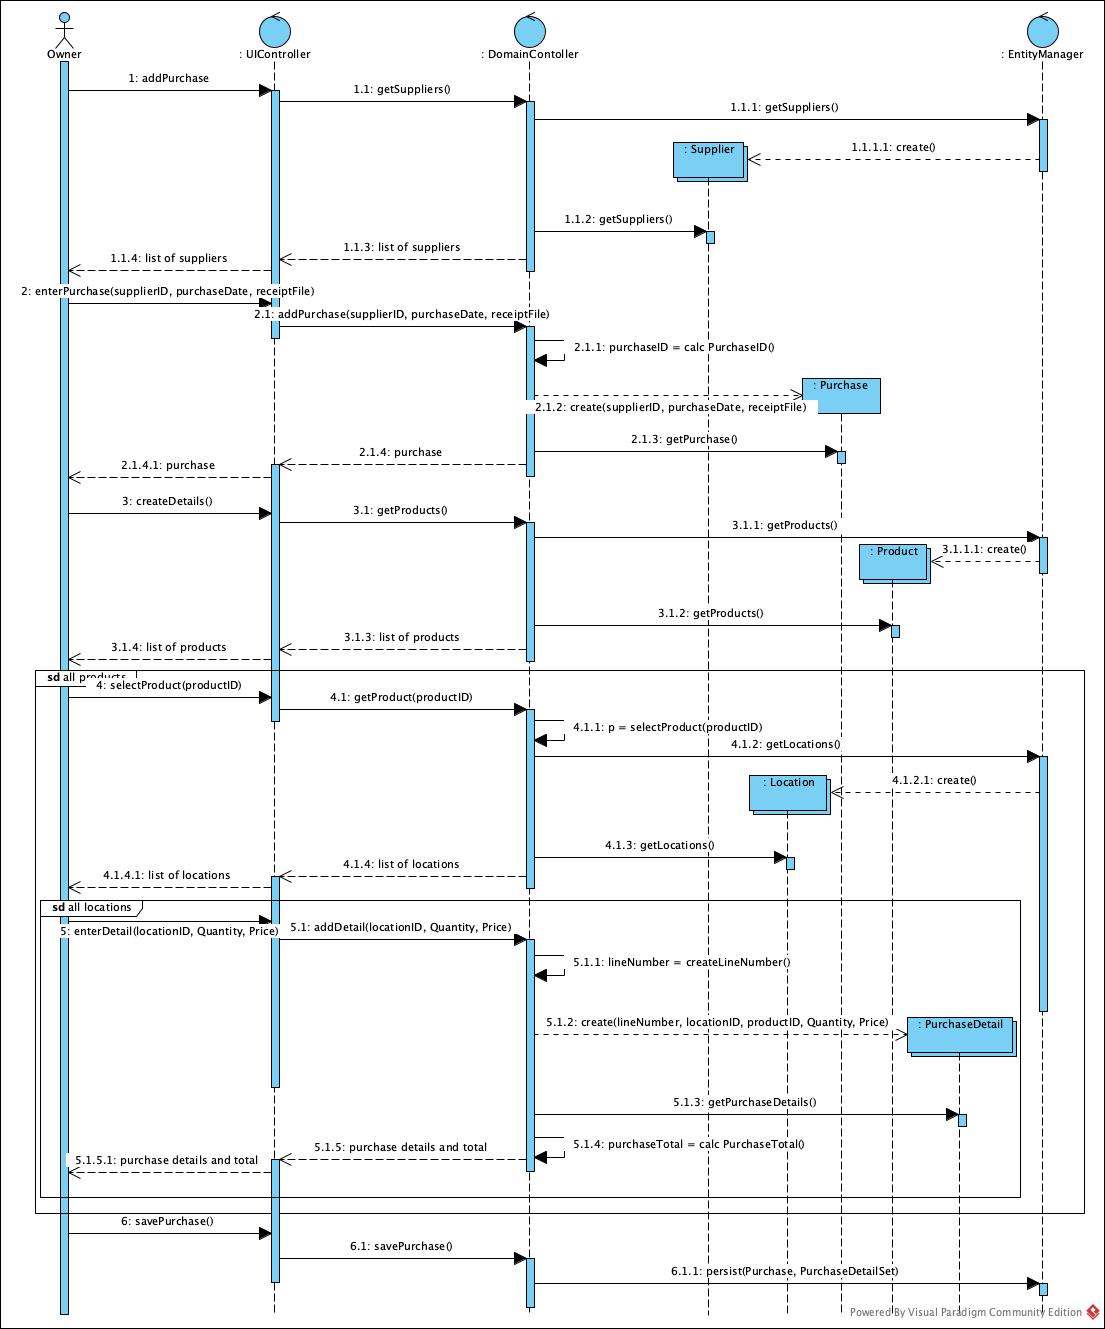 Owner
: UIController
: DomainContoller
: EntityManager
1: addPurchase
1.1: getSuppliers()
1.1.1: getSuppliers()
: Supplier
1.1.1.1: create()
1.1.2: getSuppliers()
1.1.3: list of suppliers
1.1.4: list of suppliers
2: enterPurchase(supplierID, purchaseDate, receiptFile)
2.1: addPurchase(supplierID, purchaseDate, receiptFile)
2.1.1: purchaseID = calc PurchaseID()
: Purchase
2.1.2: create(supplierID, purchaseDate, receiptFile)
2.1.3: getPurchase()
2.1.4: purchase
2.1.4.1: purchase
3: createDetails()
3.1: getProducts()
3.1.1: getProducts()
: Product
3.1.1.1: create()
3.1.2: getProducts()
3.1.3: list of products
3.1.4: list of products
sd all products
4: selectProduct(productID)
4.1: getProduct(productID)
4.1.1: p = selectProduct(productID)
4.1.2: getLocations()
: Location
4.1.2.1: create()
4.1.3: getLocations()
4.1.4: list of locations
4.1.4.1: list of locations
sd all locations
5: enterDetail(locationID, Quantity, Price)
5.1: addDetail(locationID, Quantity, Price)
5.1.1: lineNumber = createLineNumber()
5.1.2: create(lineNumber, locationID, productID, Quantity, Price)
: PurchaseDetail
5.1.3: getPurchaseDetails()
5.1.4: purchaseTotal = calc PurchaseTotal()
5.1.5: purchase details and total
5.1.5.1: purchase details and total
6: savePurchase()
6.1: savePurchase()
6.1.1: persist(Purchase, PurchaseDetailSet)
Powered By Visual Paradigm Community Edition